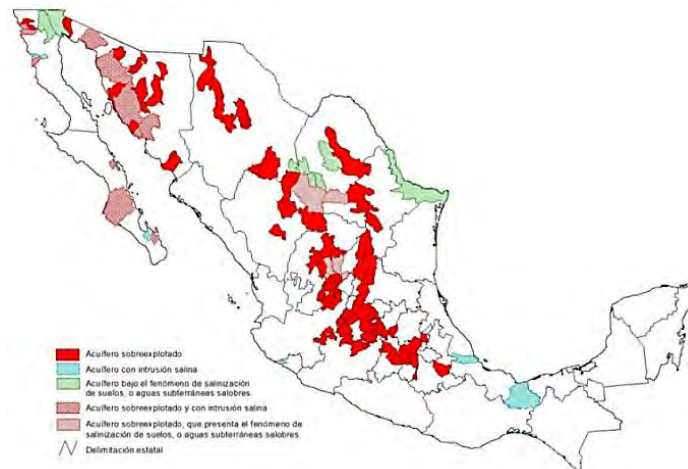 Acuífero sobreexplotado
Acuífero con intrusión salina
Acuífero bajo el fenómeno de salinización
de suelos, o aguas subterráneas salobres.
Acuífero sobreexplotado y con intrusión salina
Acuífero sobreexplotado, que presenta el fenómeno de
salinización de suelos, o aguas subterráneas salobres.
Delimitación estatal